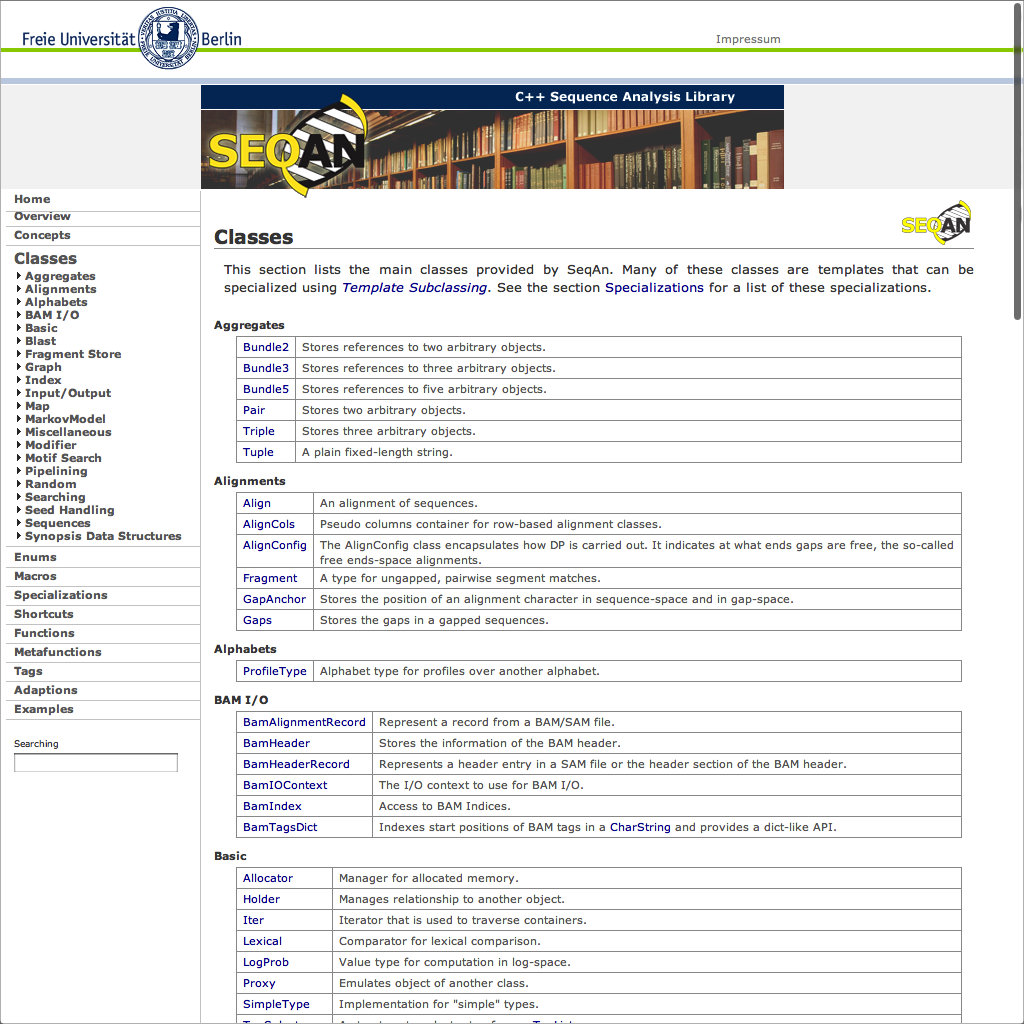 Freie Universität Berlin
Impressum
C++ Sequence Analysis Library
SEQAN
Home
Overview
Concepts
Classes
Aggregates
Alignments
Alphabets
BAM I/O
Basic
Blast
Fragment Store
Graph
Index
Input/Output
Map
MarkovModel
Miscellaneous
Modifier
Motif Search
Pipelining
Random
Searching
Seed Handling
Sequences
Synopsis Data Structures
Enums
Macros
Specializations
Shortcuts
Functions
Metafunctions
Tags
Adaptions
Examples
Searching
SEQAN
Classes
This section lists the main classes provided by SeqAn. Many of these classes are templates that can be
specialized using Template Subclassing. See the section Specializations for a list of these specializations.
Aggregates
Bundle2 Stores references to two arbitrary objects.
Bundle3 Stores references to three arbitrary objects.
Bundle5 Stores references to five arbitrary objects.
Pair Stores two arbitrary objects.
Triple Stores three arbitrary objects.
Tuple A plain fixed-length string.
Alignments
Align An alignment of sequences.
AlignCols Pseudo columns container for row-based alignment classes.
AlignConfig The AlignConfig class encapsulates how DP is carried out. It indicates at what ends gaps are free, the so-called
free ends-space alignments.
Fragment A type for ungapped, pairwise segment matches.
GapAnchor Stores the position of an alignment character in sequence-space and in gap-space.
Gaps Stores the gaps in a gapped sequences.
Alphabets
ProfileType Alphabet type for profiles over another alphabet.
BAM I/O
BamAlignmentRecord Represent a record from a BAM/SAM file.
BamHeader Stores the information of the BAM header.
BamHeaderRecord Represents a header entry in a SAM file or the header section of the BAM header.
BamIOContext The I/O context to use for BAM I/O.
BamIndex Access to BAM Indices.
BamTagsDict Indexes start positions of BAM tags in a CharString and provides a dict-like API.
Basic
Allocator Manager for allocated memory.
Holder Manages relationship to another object.
Iter Iterator that is used to traverse containers.
Lexical Comparator for lexical comparison.
LogProb Value type for computation in log-space.
Proxy Emulates object of another class.
SimpleType Implementation for "simple" types.